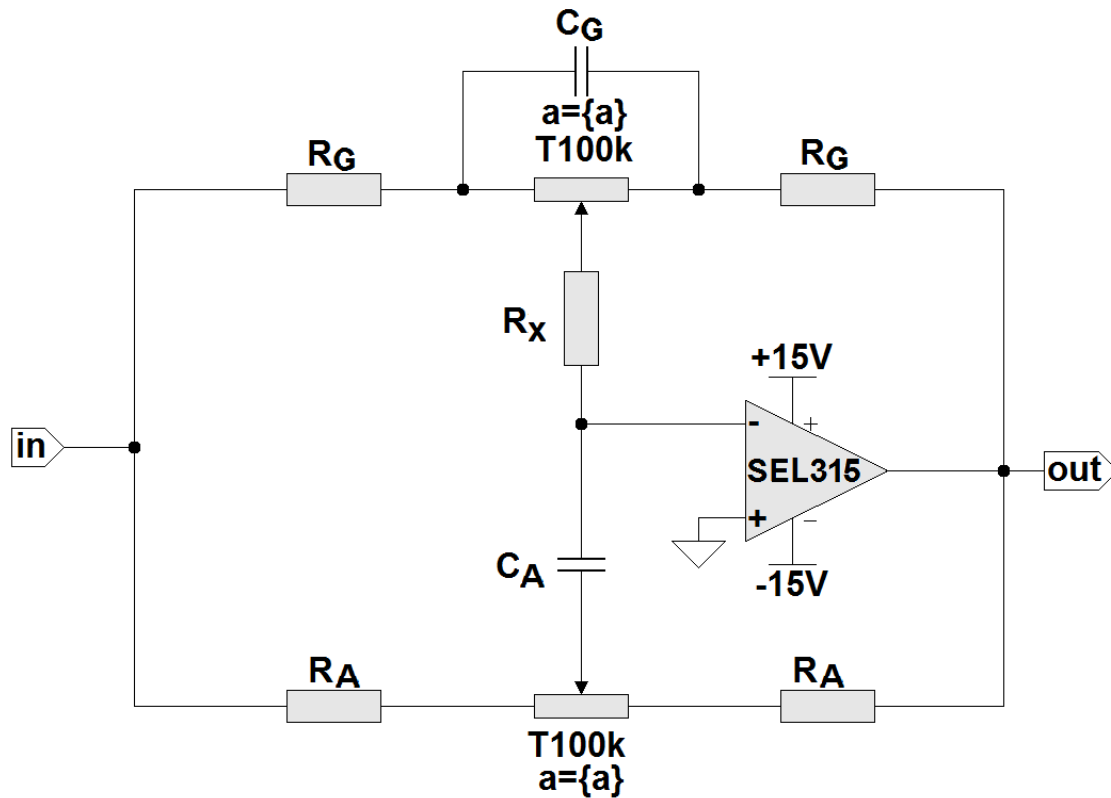 CG
a={a}
T100k
RG
RG
RX
+15V
+
in
-
SEL315
out
+
−
CA
-15V
RA
RA
T100k
a={a}